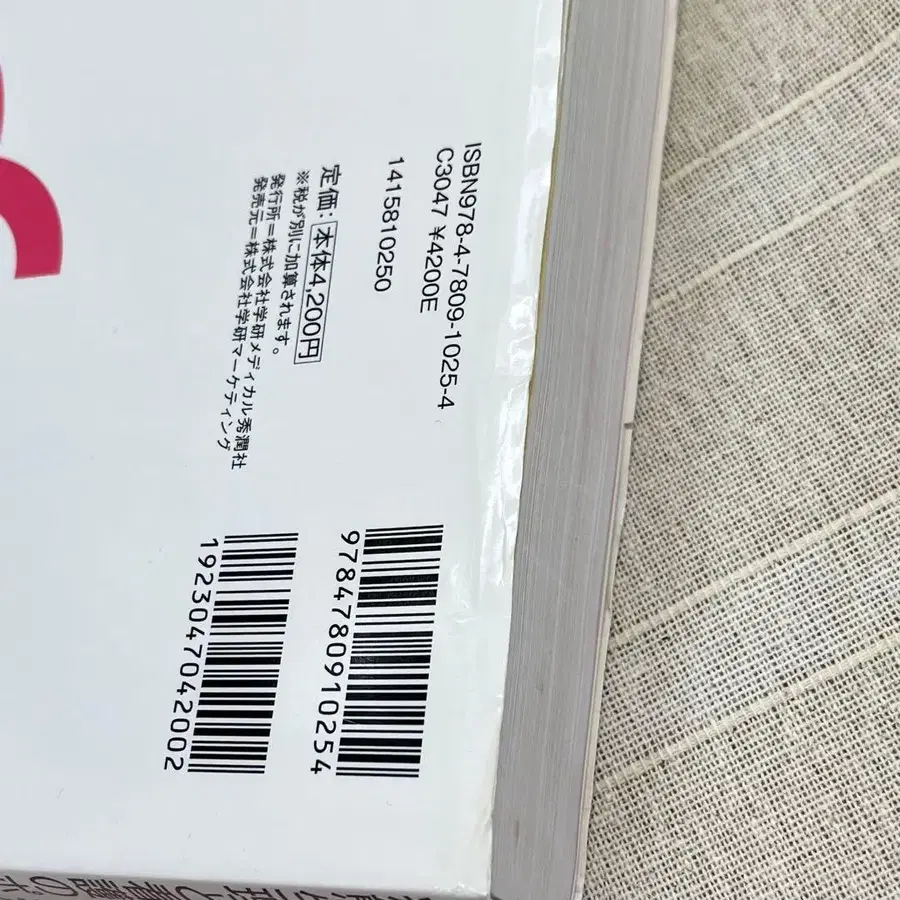 ISBN978-4-7809-1025-4
C3047 ¥4200E
1415810250
定価:本体4,200円
※税が別に加算されます。
発行所=株式会社学研メディカル秀潤社
発売元=株式会社学研マーケティング
9784780910254
1923047042002